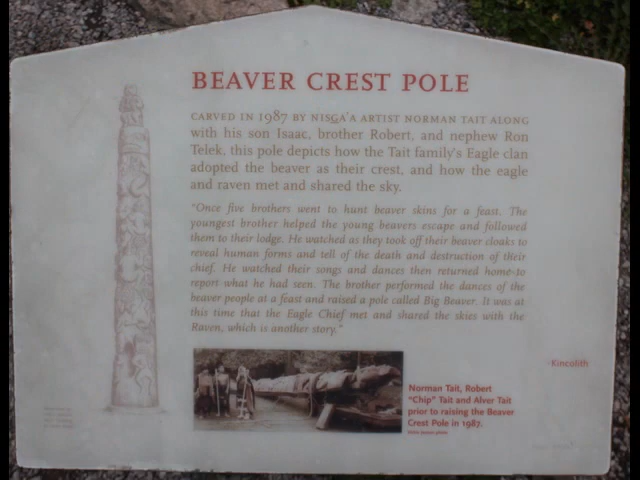 BEAVER CREST POLE
CARVED IN 1987 BY NISGA'A ARTIST NORMAN TAIT ALONG
with his son Isaac, brother Robert, and nephew Ron
Telek, this pole depicts how the Tait family's Eagle clan
adopted the beaver as their crest, and how the eagle
and raven met and shared the sky.
"Once five brothers went to hunt beaver skins for a feast. The
youngest brother helped the young beavers escape and followed
them to their lodge. He watched as they took off their beaver cloaks to
reveal human forms and tell of the death and destruction of their
chief. He watched their songs and dances then returned home to
report what he had seen. The brother performed the dances of the
beaver people at a feast and raised a pole called Big Beaver. It was at
this time that the Eagle Chief met and shared the skies with the
Raven, which is another story."
Kincolith
Norman Tait, Robert
"Chip" Tait and Alver Tait
prior to raising the Beaver
Crest Pole in 1987.